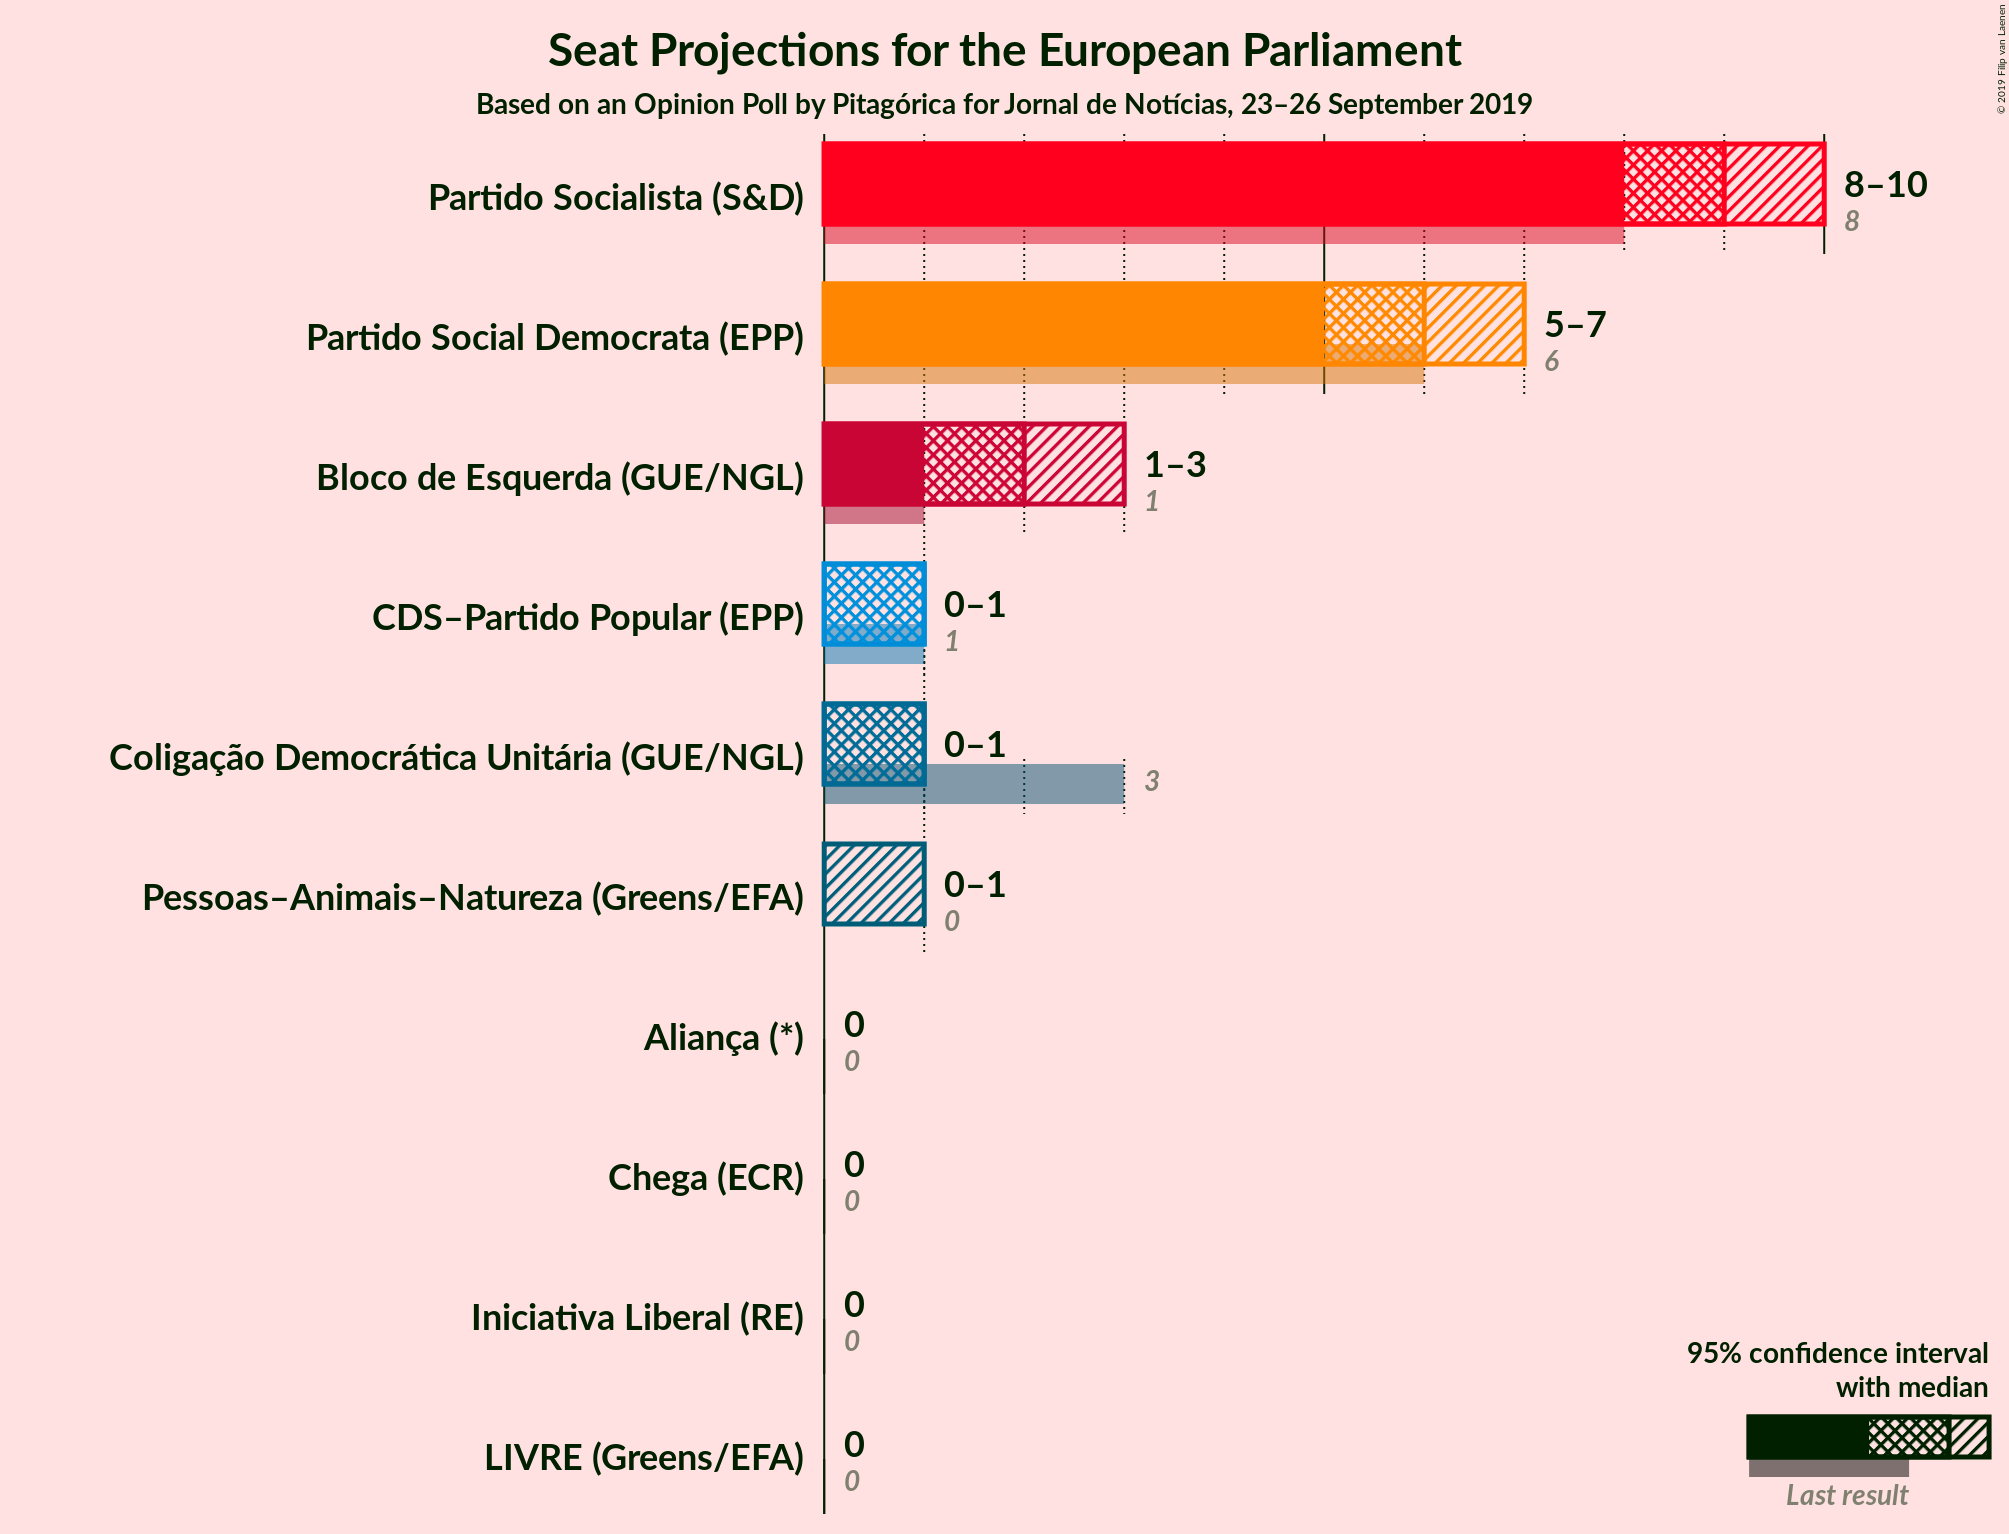 Seat Projections for the European Parliament
Based on an Opinion Poll by Pitagórica for Jornal de Notícias, 23–26 September 2019
© 2019 Filip van Laenen
Partido Socialista (S&D)
8–10
8
Partido Social Democrata (EPP)
5–7
6
Bloco de Esquerda (GUE/NGL)
1–3
1
CDS–Partido Popular (EPP)
0–1
1
Coligação Democrática Unitária (GUE/NGL)
0–1
3
Pessoas–Animais–Natureza (Greens/EFA)
0–1
0
Aliança (*)
0
0
Chega (ECR)
0
0
Iniciativa Liberal (RE)
0
0
LIVRE (Greens/EFA)
0
0
95% confidence interval
with median
Last result